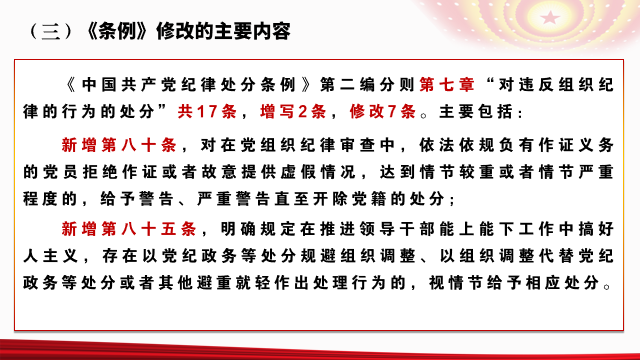 （三）《条例》修改的主要内容
《中国共产党纪律处分条例》第二编分则第七章“对违反组织纪
律的行为的处分”共17条，增写2条，修改7条。主要包括：
新增第八十条，对在党组织纪律审查中，依法依规负有作证义务
的党员拒绝作证或者故意提供虚假情况，达到情节较重或者情节严重
程度的，给予警告、严重警告直至开除党籍的处分；
新增第八十五条，明确规定在推进领导干部能上能下工作中搞好
人主义，存在以党纪政务等处分规避组织调整、以组织调整代替党纪
政务等处分或者其他避重就轻作出处理行为的，视情节给予相应处分。